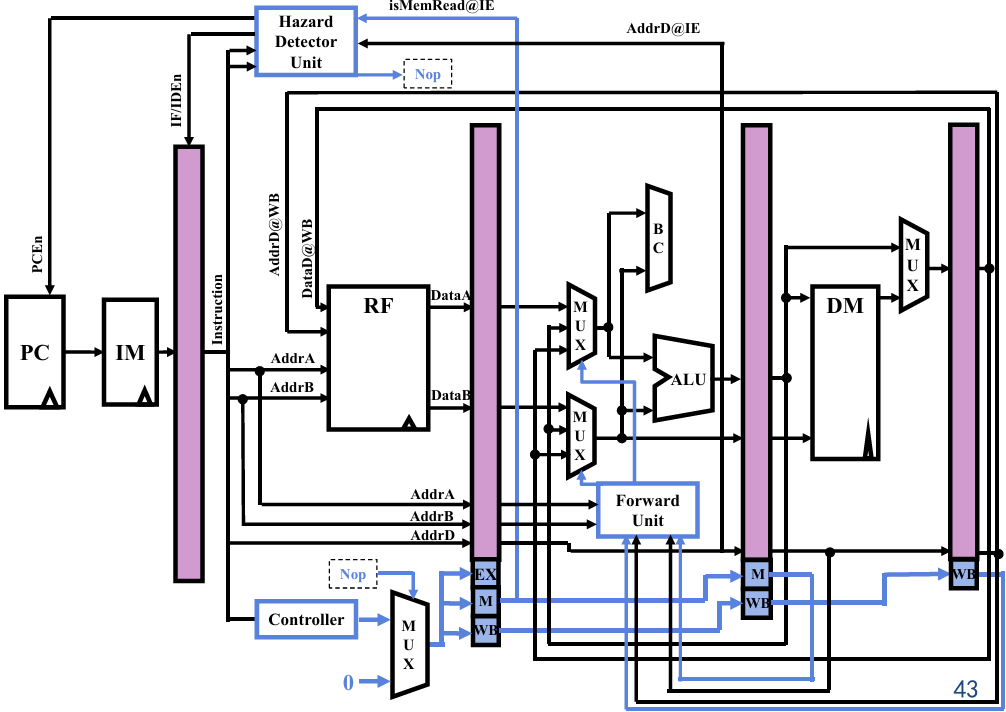 isMemRead@IE
Hazard
Detector
Unit
AddrD@IE
Nop
IF/IDEn
PCEn
AddrD@WB
DataD@WB
Instruction
B
C
M
U
X
RF
DataA
M
U
X
DM
PC
IM
AddrA
ALU
AddrB
DataB
M
U
X
AddrA
AddrB
AddrD
Forward
Unit
Nop
EX
M
WB
M
WB
WB
Controller
M
U
X
0
43